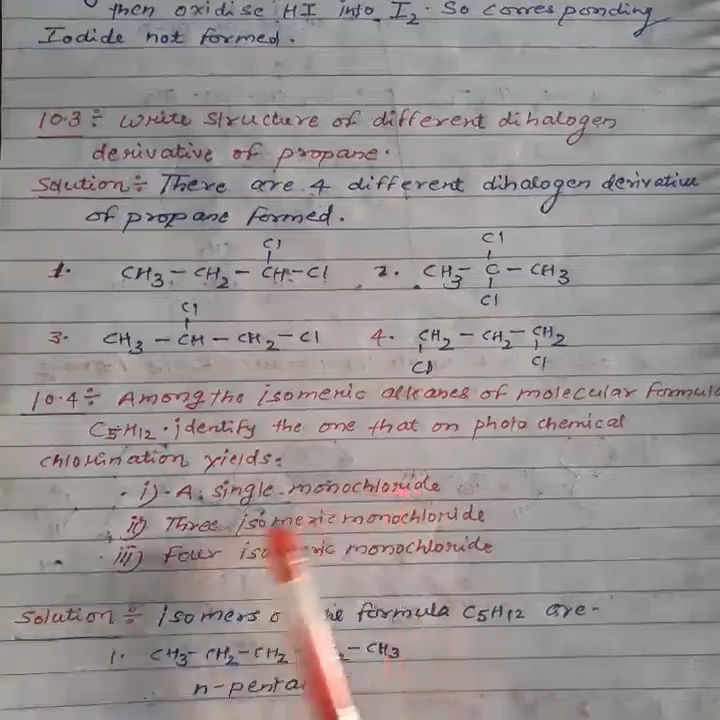 then oxidise HI into I2. So corresponding
Iodide not formed.
10.3 ÷ Write structure of different dihalogen
derivative of propane.
Solution ÷ There are 4 different dihalogen derivative
of propane formed.
Cl Cl
1. CH3 - CH2 - CH - Cl 2. CH3 - C - CH3
Cl
Cl
3. CH3 - CH - CH2 - Cl 4. CH2 - CH2 - CH2
Cl Cl
10.4 ÷ Among the isomeric alkanes of molecular formula
C5H12. identify the one that on photo chemical
chlorination yields:
i) A single monochloride
ii) Three isomeric monochloride
iii) Four monochloride
Solution ÷ Isomers formula C5H12 are -
1. CH3 - CH2 - CH2 - CH3